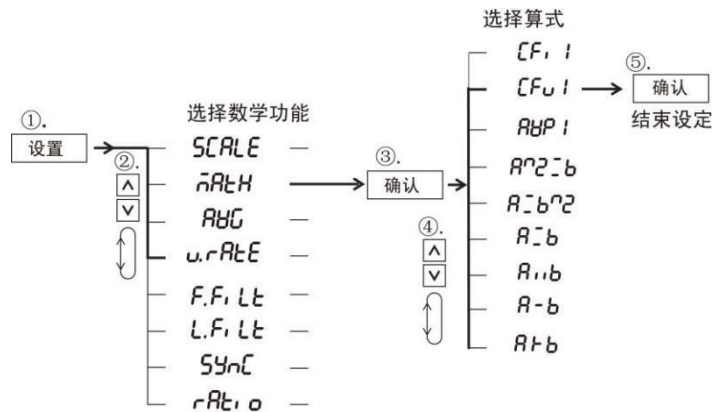 选择算式
①.
设置
②.
选择数学功能
SCALE
MAtH
AVG
u.rAtE
F.FiLt
L.FiLt
SYnC
rAtio
③.
确认
④.
CFi1
CFu1
AVP1
A^2_b
A_b^2
A_b
A-b
⑤.
确认
结束设定